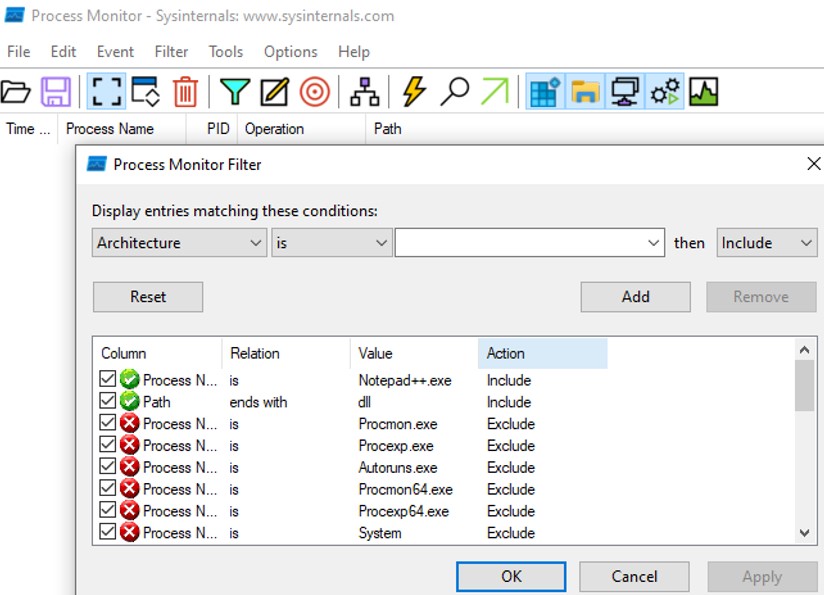 Process Monitor - Sysinternals: www.sysinternals.com
File Edit Event Filter Tools Options Help
Time ... Process Name PID Operation Path
Process Monitor Filter
Display entries matching these conditions:
Architecture is then Include
Reset Add Remove
Column Relation Value Action
Process N... is Notepad++.exe Include
Path ends with dll Include
Process N... is Procmon.exe Exclude
Process N... is Procexp.exe Exclude
Process N... is Autoruns.exe Exclude
Process N... is Procmon64.exe Exclude
Process N... is Procexp64.exe Exclude
Process N... is System Exclude
OK Cancel Apply